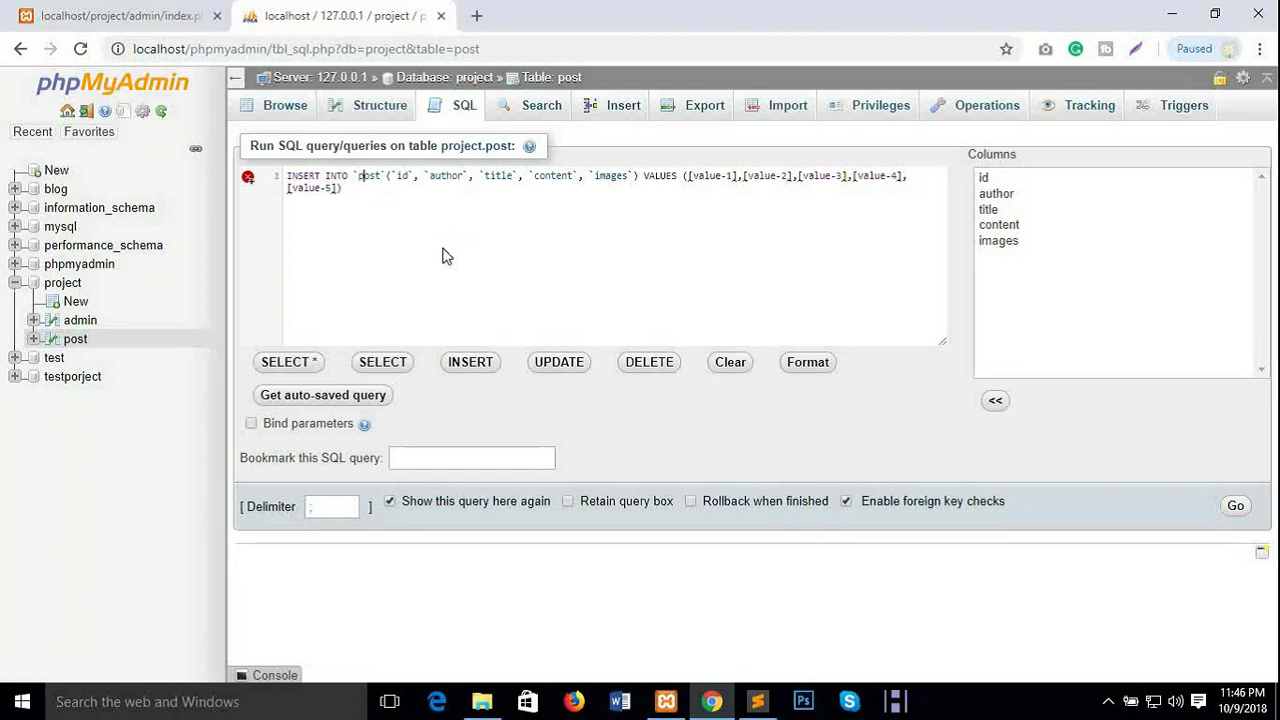 localhost/project/admin/index.p
localhost / 127.0.0.1 / project / p
localhost/phpmyadmin/tbl_sql.php?db=project&table=post
Paused
phpMyAdmin
Recent
Favorites
New
blog
information_schema
mysql
performance_schema
phpmyadmin
project
New
admin
post
test
testporject
Server: 127.0.0.1 » Database: project » Table: post
Browse
Structure
SQL
Search
Insert
Export
Import
Privileges
Operations
Tracking
Triggers
Run SQL query/queries on table project.post:
1
INSERT INTO `post`(`id`, `author`, `title`, `content`, `images`) VALUES ([value-1],[value-2],[value-3],[value-4],
[value-5])
Columns
id
author
title
content
images
SELECT *
SELECT
INSERT
UPDATE
DELETE
Clear
Format
Get auto-saved query
<<
Bind parameters
Bookmark this SQL query:
[ Delimiter ; ]
Show this query here again
Retain query box
Rollback when finished
Enable foreign key checks
Go
Console
Search the web and Windows
11:46 PM
10/9/2018